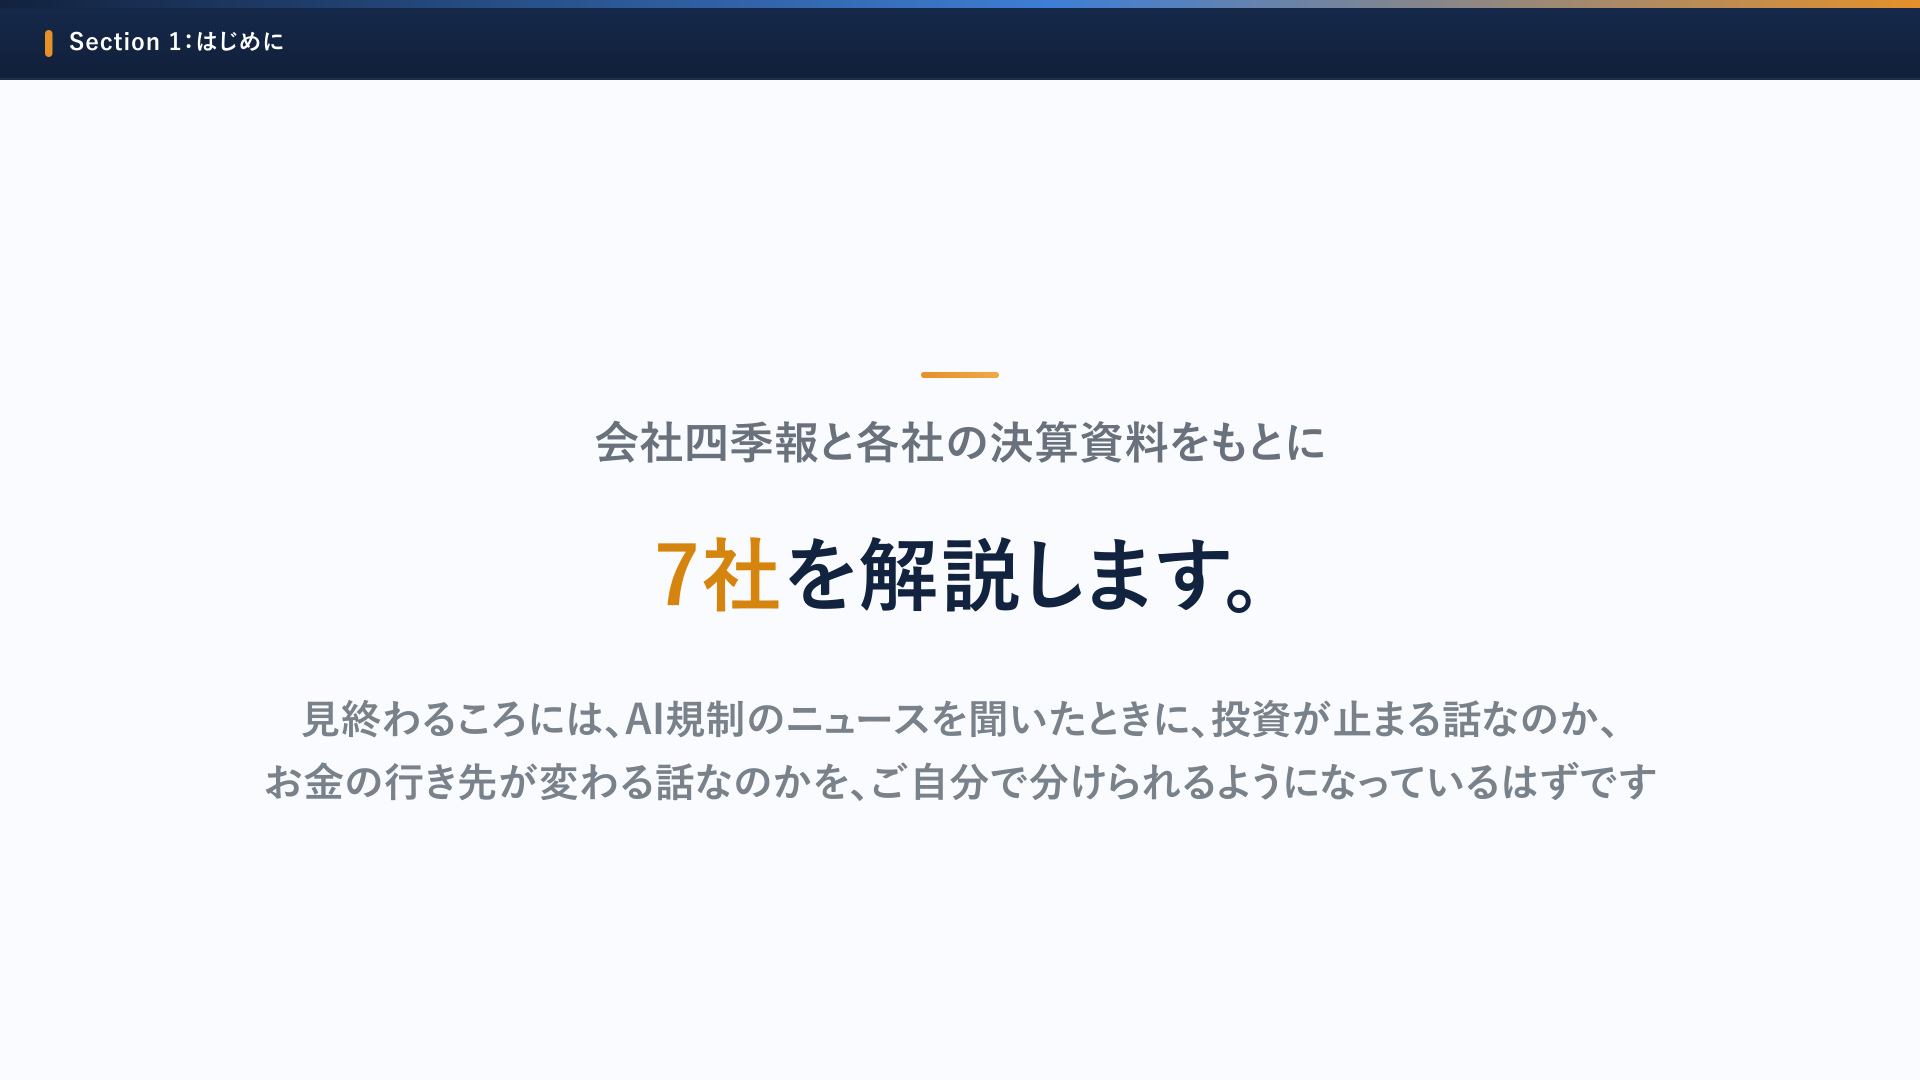 Section 1：はじめに
会社四季報と各社の決算資料をもとに
7社を解説します。
見終わるころには、AI規制のニュースを聞いたときに、投資が止まる話なのか、
お金の行き先が変わる話なのかを、ご自分で分けられるようになっているはずです